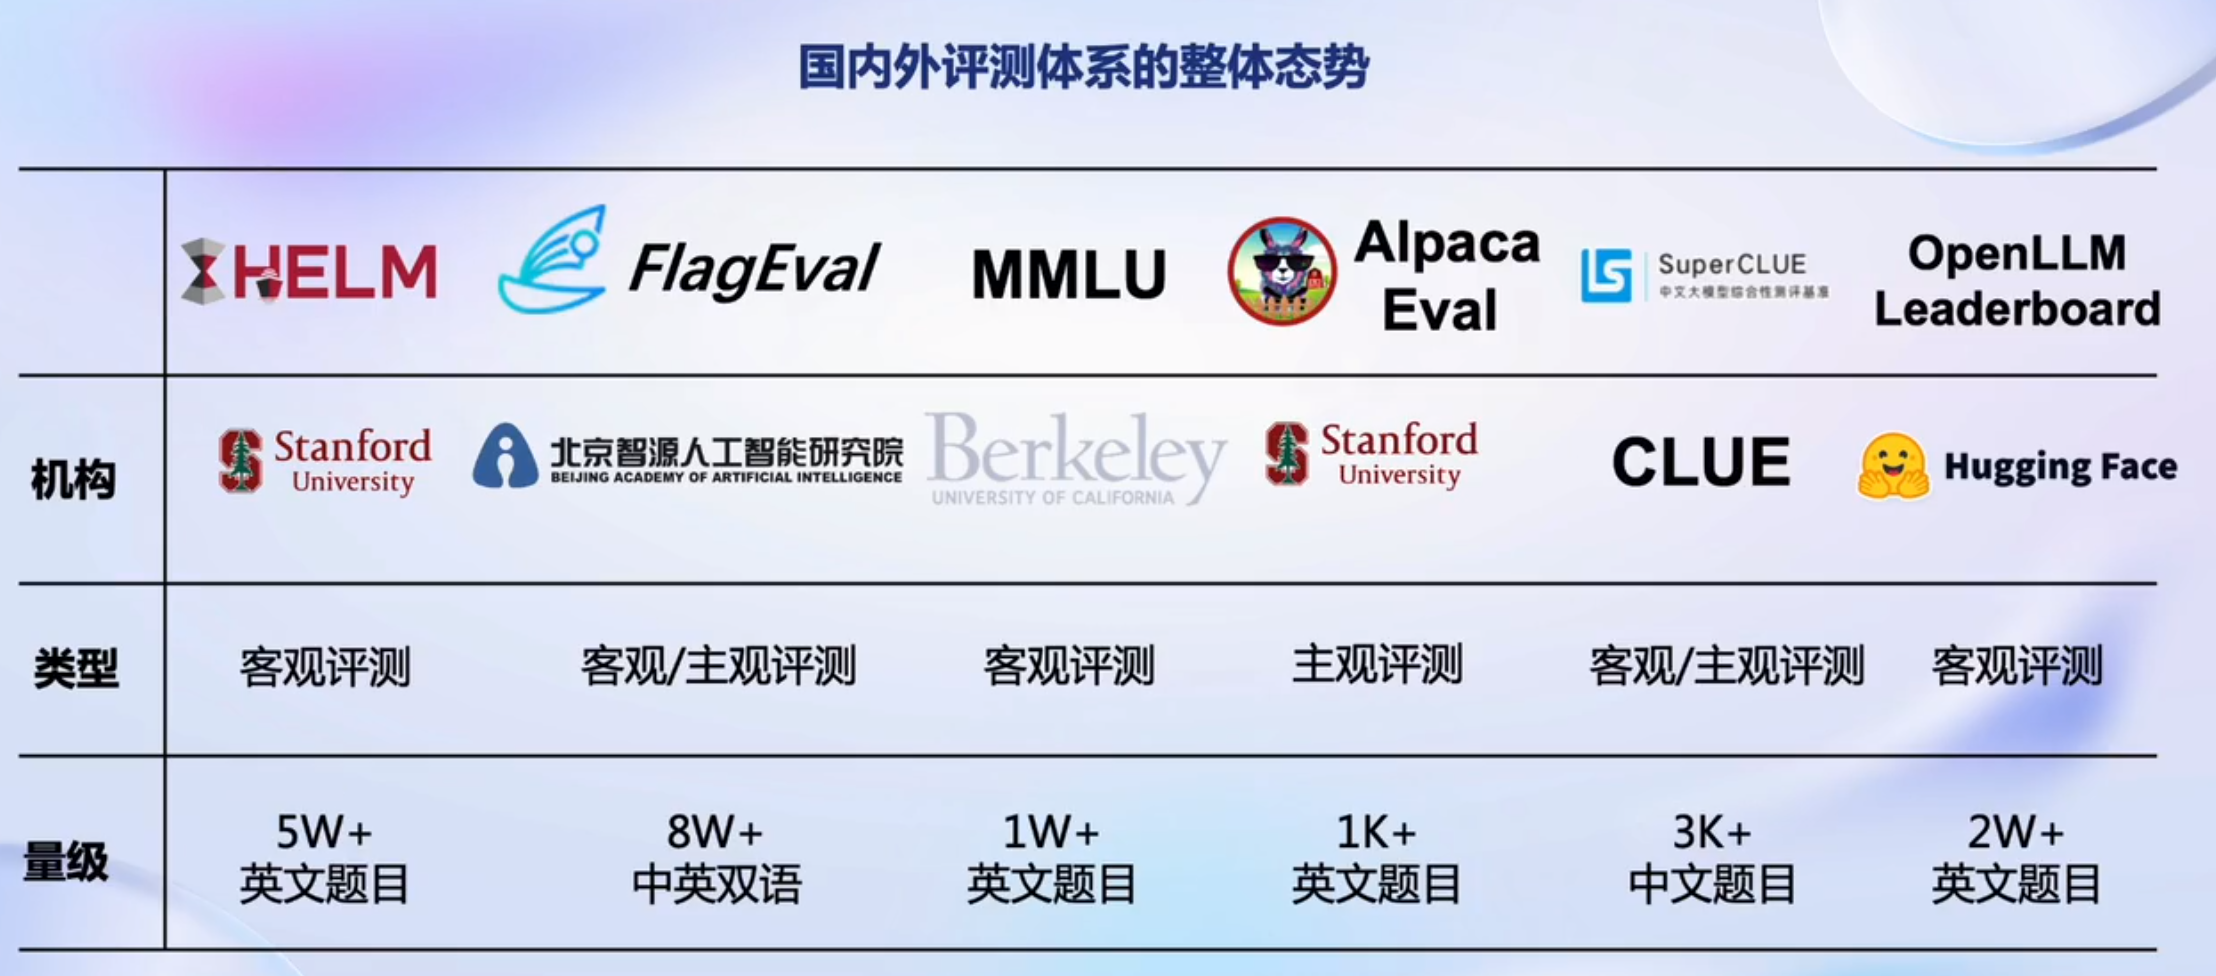 国内外评测体系的整体态势
HELM
FlagEval
MMLU
Alpaca
Eval
SuperCLUE
中文大模型综合性测评基准
OpenLLM
Leaderboard
机构
Stanford
University
北京智源人工智能研究院
BEIJING ACADEMY OF ARTIFICIAL INTELLIGENCE
Berkeley
UNIVERSITY OF CALIFORNIA
Stanford
University
CLUE
Hugging Face
类型
客观评测
客观/主观评测
客观评测
主观评测
客观/主观评测
客观评测
量级
5W+
英文题目
8W+
中英双语
1W+
英文题目
1K+
英文题目
3K+
中文题目
2W+
英文题目